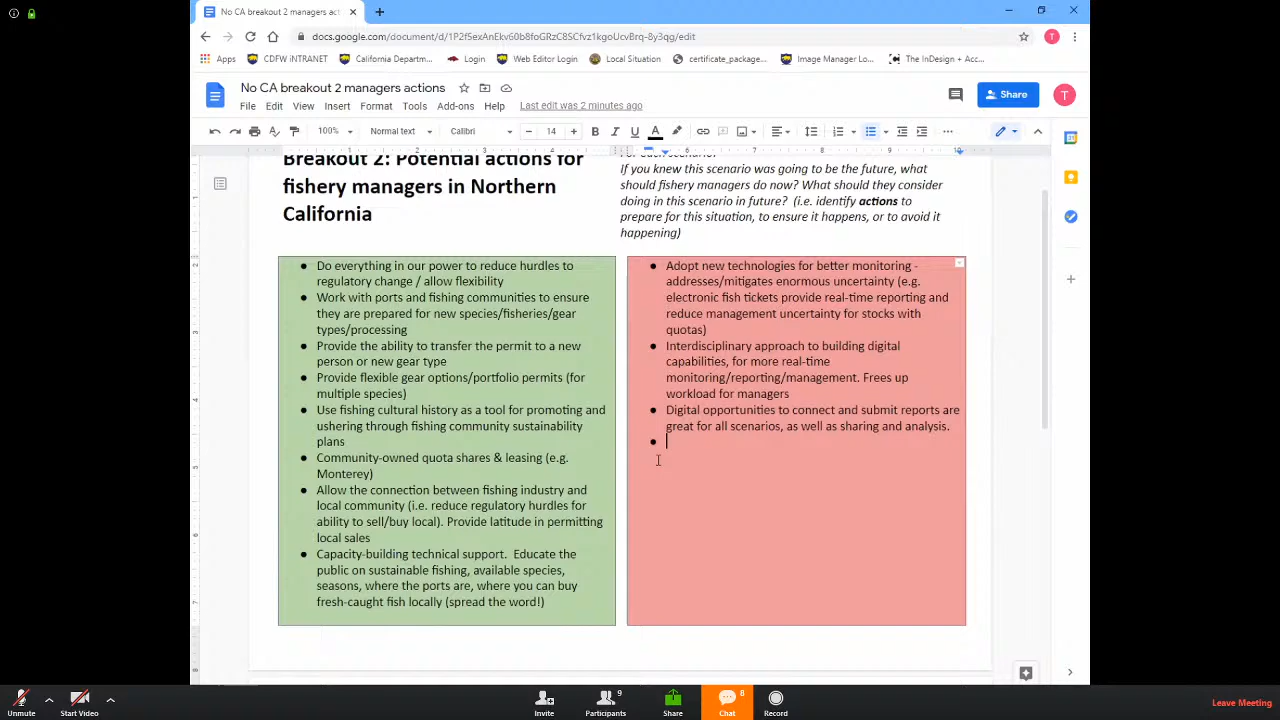 No CA breakout 2 managers act
docs.google.com/document/d/1P2f5exAnEkv60b8foGRzC8SCfvz1kgoUcvBrq-8y3qg/edit
T
Apps
CDFW iNTRANET
California Departm...
Login
Web Editor Login
Local Situation
certificate_package...
Image Manager Lo...
The InDesign + Acc...
No CA breakout 2 managers actions
File Edit View Insert Format Tools Add-ons Help Last edit was 2 minutes ago
Share
T
100% Normal text Calibri 14 B I U A
Breakout 2: Potential actions for
fishery managers in Northern
California
For each scenario:
If you knew this scenario was going to be the future, what
should fishery managers do now? What should they consider
doing in this scenario in future? (i.e. identify actions to
prepare for this situation, to ensure it happens, or to avoid it
happening)
● Do everything in our power to reduce hurdles to
regulatory change / allow flexibility
● Work with ports and fishing communities to ensure
they are prepared for new species/fisheries/gear
types/processing
● Provide the ability to transfer the permit to a new
person or new gear type
● Provide flexible gear options/portfolio permits (for
multiple species)
● Use fishing cultural history as a tool for promoting and
ushering through fishing community sustainability
plans
● Community-owned quota shares & leasing (e.g.
Monterey)
● Allow the connection between fishing industry and
local community (i.e. reduce regulatory hurdles for
ability to sell/buy local). Provide latitude in permitting
local sales
● Capacity-building technical support. Educate the
public on sustainable fishing, available species,
seasons, where the ports are, where you can buy
fresh-caught fish locally (spread the word!)
● Adopt new technologies for better monitoring -
addresses/mitigates enormous uncertainty (e.g.
electronic fish tickets provide real-time reporting and
reduce management uncertainty for stocks with
quotas)
● Interdisciplinary approach to building digital
capabilities, for more real-time
monitoring/reporting/management. Frees up
workload for managers
● Digital opportunities to connect and submit reports are
great for all scenarios, as well as sharing and analysis.
●
Unmute
Start Video
Invite
9
Participants
Share
8
Chat
Record
Leave Meeting